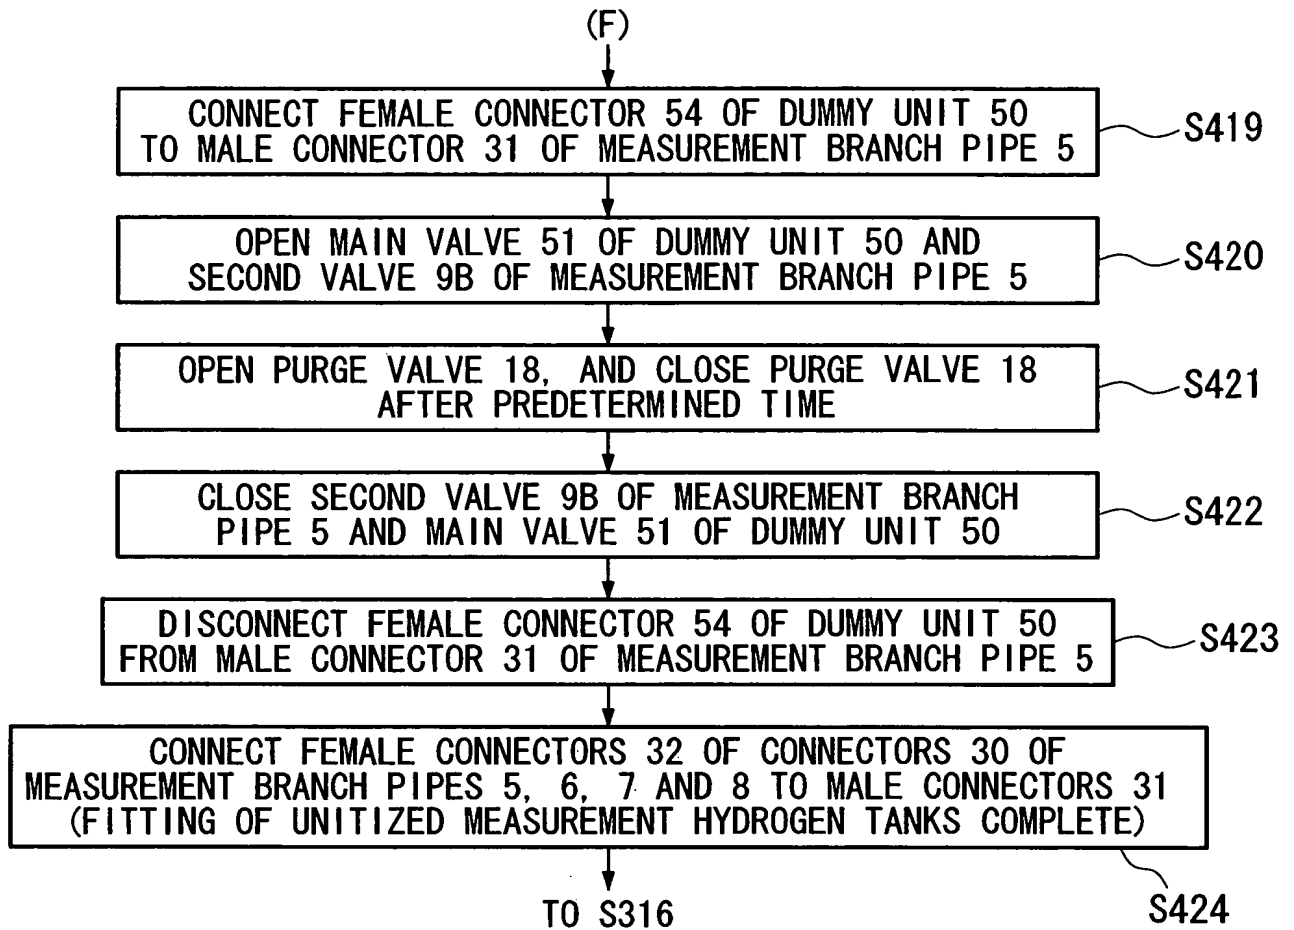 (F)
CONNECT FEMALE CONNECTOR 54 OF DUMMY UNIT 50
TO MALE CONNECTOR 31 OF MEASUREMENT BRANCH PIPE 5
S419
OPEN MAIN VALVE 51 OF DUMMY UNIT 50 AND
SECOND VALVE 9B OF MEASUREMENT BRANCH PIPE 5
S420
OPEN PURGE VALVE 18, AND CLOSE PURGE VALVE 18
AFTER PREDETERMINED TIME
S421
CLOSE SECOND VALVE 9B OF MEASUREMENT BRANCH
PIPE 5 AND MAIN VALVE 51 OF DUMMY UNIT 50
S422
DISCONNECT FEMALE CONNECTOR 54 OF DUMMY UNIT 50
FROM MALE CONNECTOR 31 OF MEASUREMENT BRANCH PIPE 5
S423
CONNECT FEMALE CONNECTORS 32 OF CONNECTORS 30 OF
MEASUREMENT BRANCH PIPES 5, 6, 7 AND 8 TO MALE CONNECTORS 31
(FITTING OF UNITIZED MEASUREMENT HYDROGEN TANKS COMPLETE)
S424
TO S316